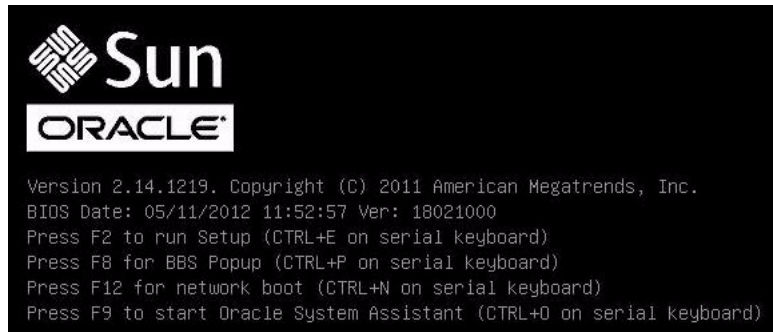 Sun
ORACLE
Version 2.14.1219. Copyright (C) 2011 American Megatrends, Inc.
BIOS Date: 05/11/2012 11:52:57 Ver: 18021000
Press F2 to run Setup (CTRL+E on serial keyboard)
Press F8 for BBS Popup (CTRL+P on serial keyboard)
Press F12 for network boot (CTRL+N on serial keyboard)
Press F9 to start Oracle System Assistant (CTRL+O on serial keyboard)